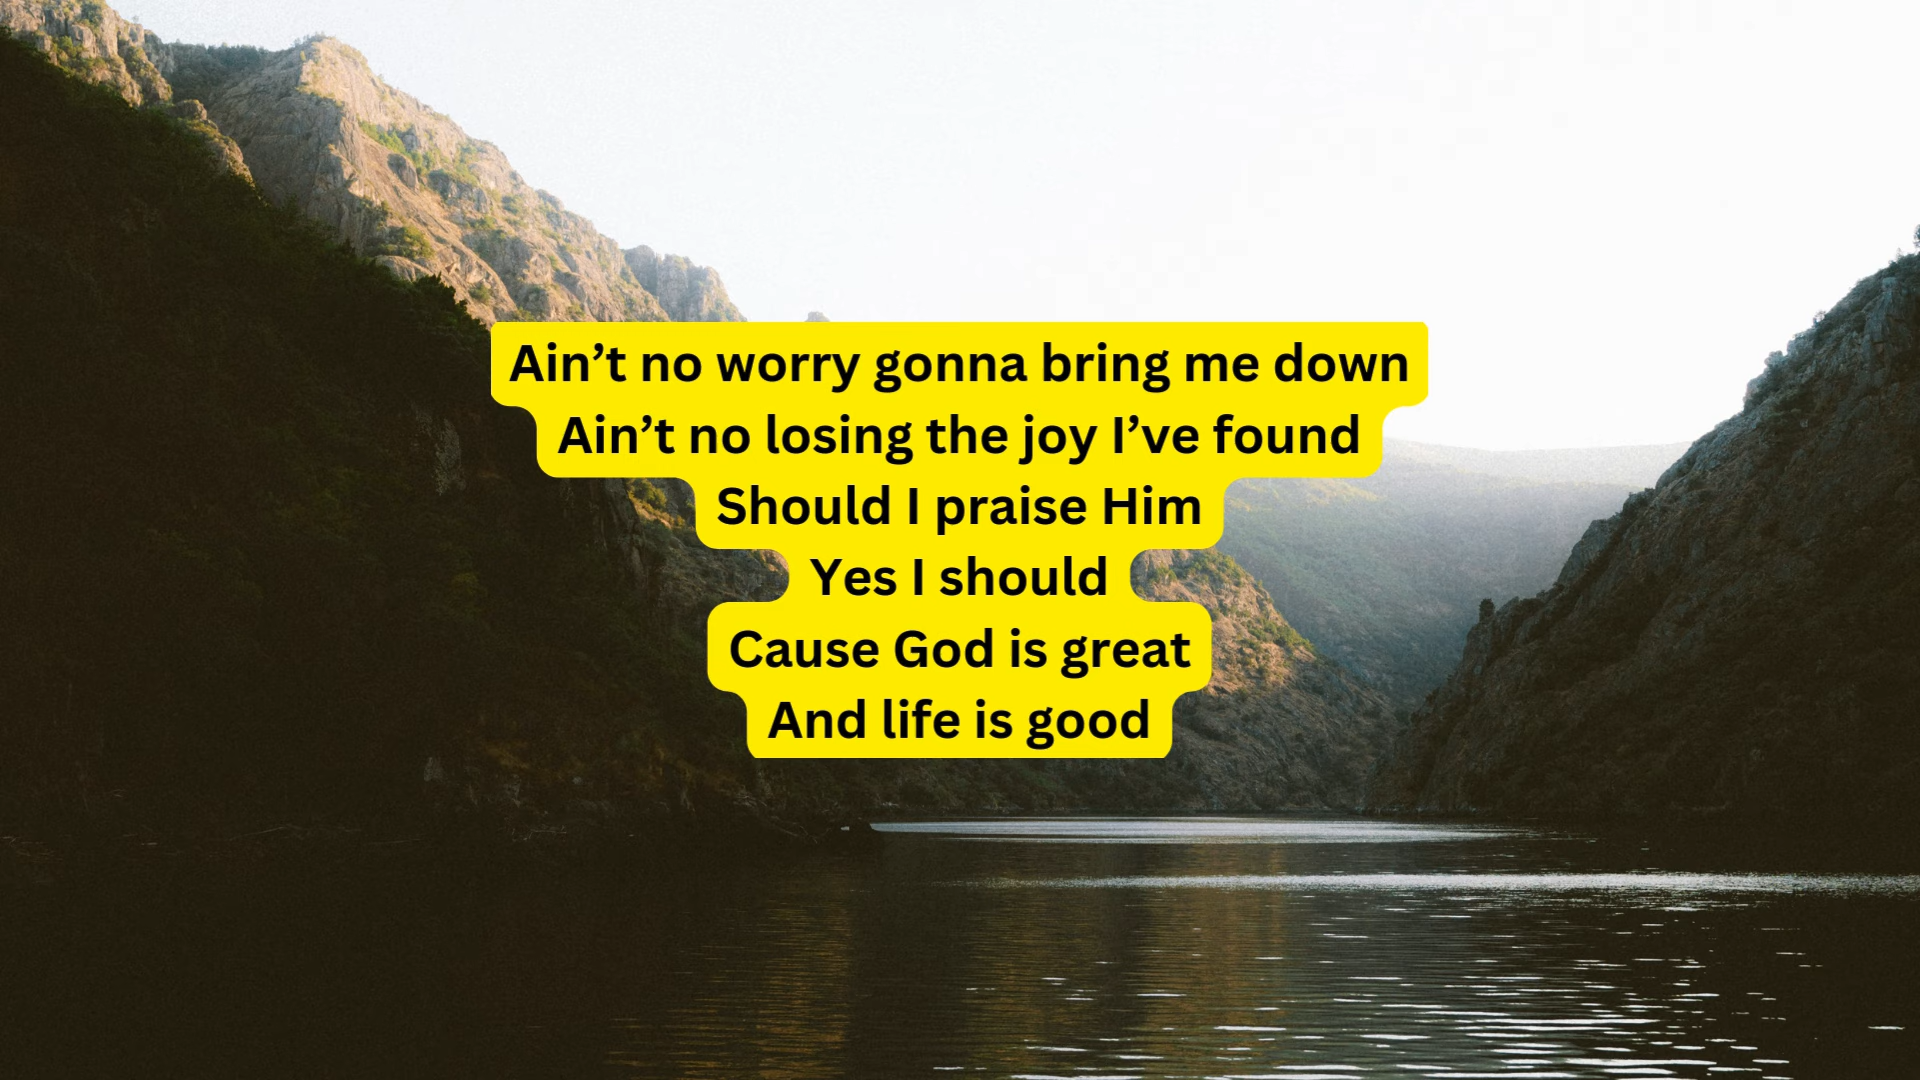 Ain’t no worry gonna bring me down
Ain’t no losing the joy I’ve found
Should I praise Him
Yes I should
Cause God is great
And life is good